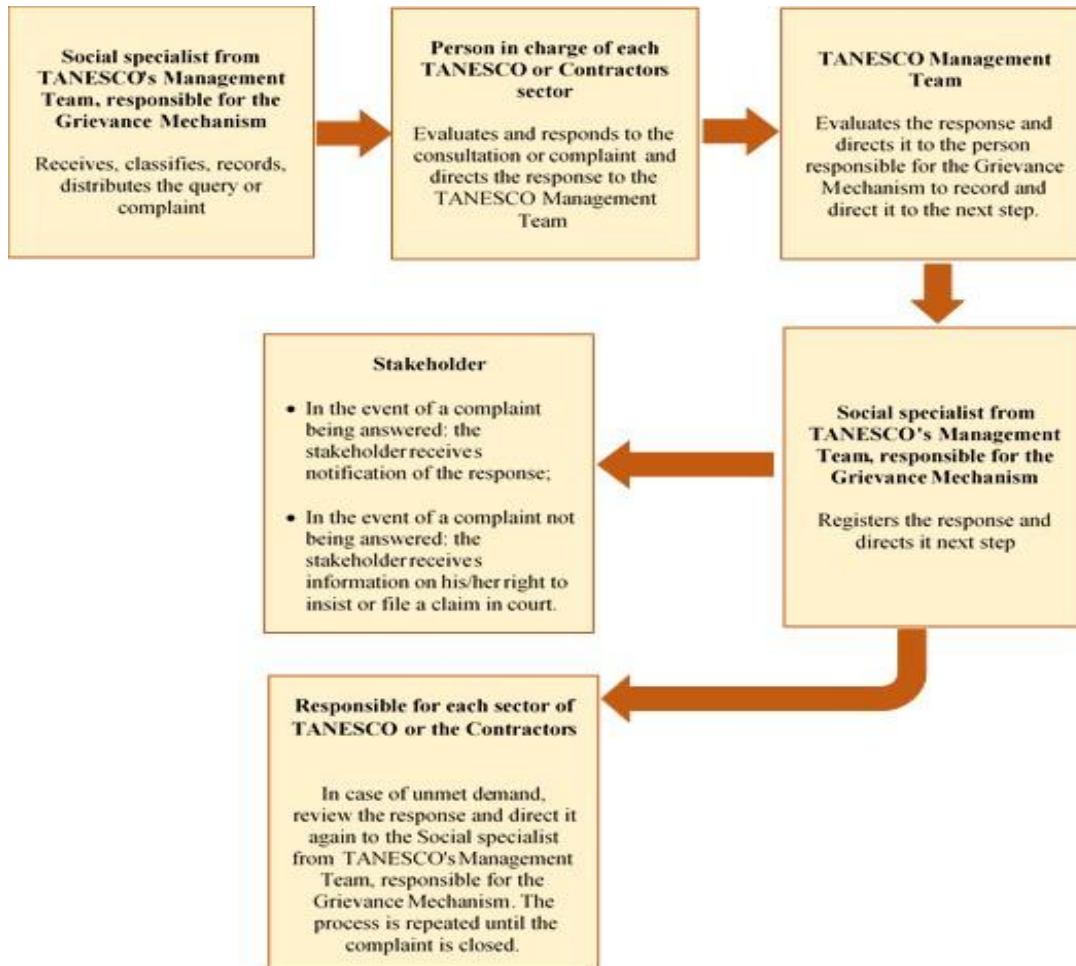 Social specialist from
TANESCO's Management
Team, responsible for the
Grievance Mechanism
Receives, classifies, records,
distributes the query or
complaint
Person in charge of each
TANESCO or Contractors
sector
Evaluates and responds to the
consultation or complaint and
directs the response to the
TANESCO Management
Team
TANESCO Management
Team
Evaluates the response and
directs it to the person
responsible for the Grievance
Mechanism to record and
direct it to the next step.
Social specialist from
TANESCO's Management
Team, responsible for the
Grievance Mechanism
Registers the response and
directs it next step
Stakeholder
• In the event of a complaint
being answered: the
stakeholder receives
notification of the response;
• In the event of a complaint not
being answered: the
stakeholder receives
information on his/her right to
insist or file a claim in court.
Responsible for each sector of
TANESCO or the Contractors
In case of unmet demand,
review the response and direct it
again to the Social specialist
from TANESCO's Management
Team, responsible for the
Grievance Mechanism. The
process is repeated until the
complaint is closed.